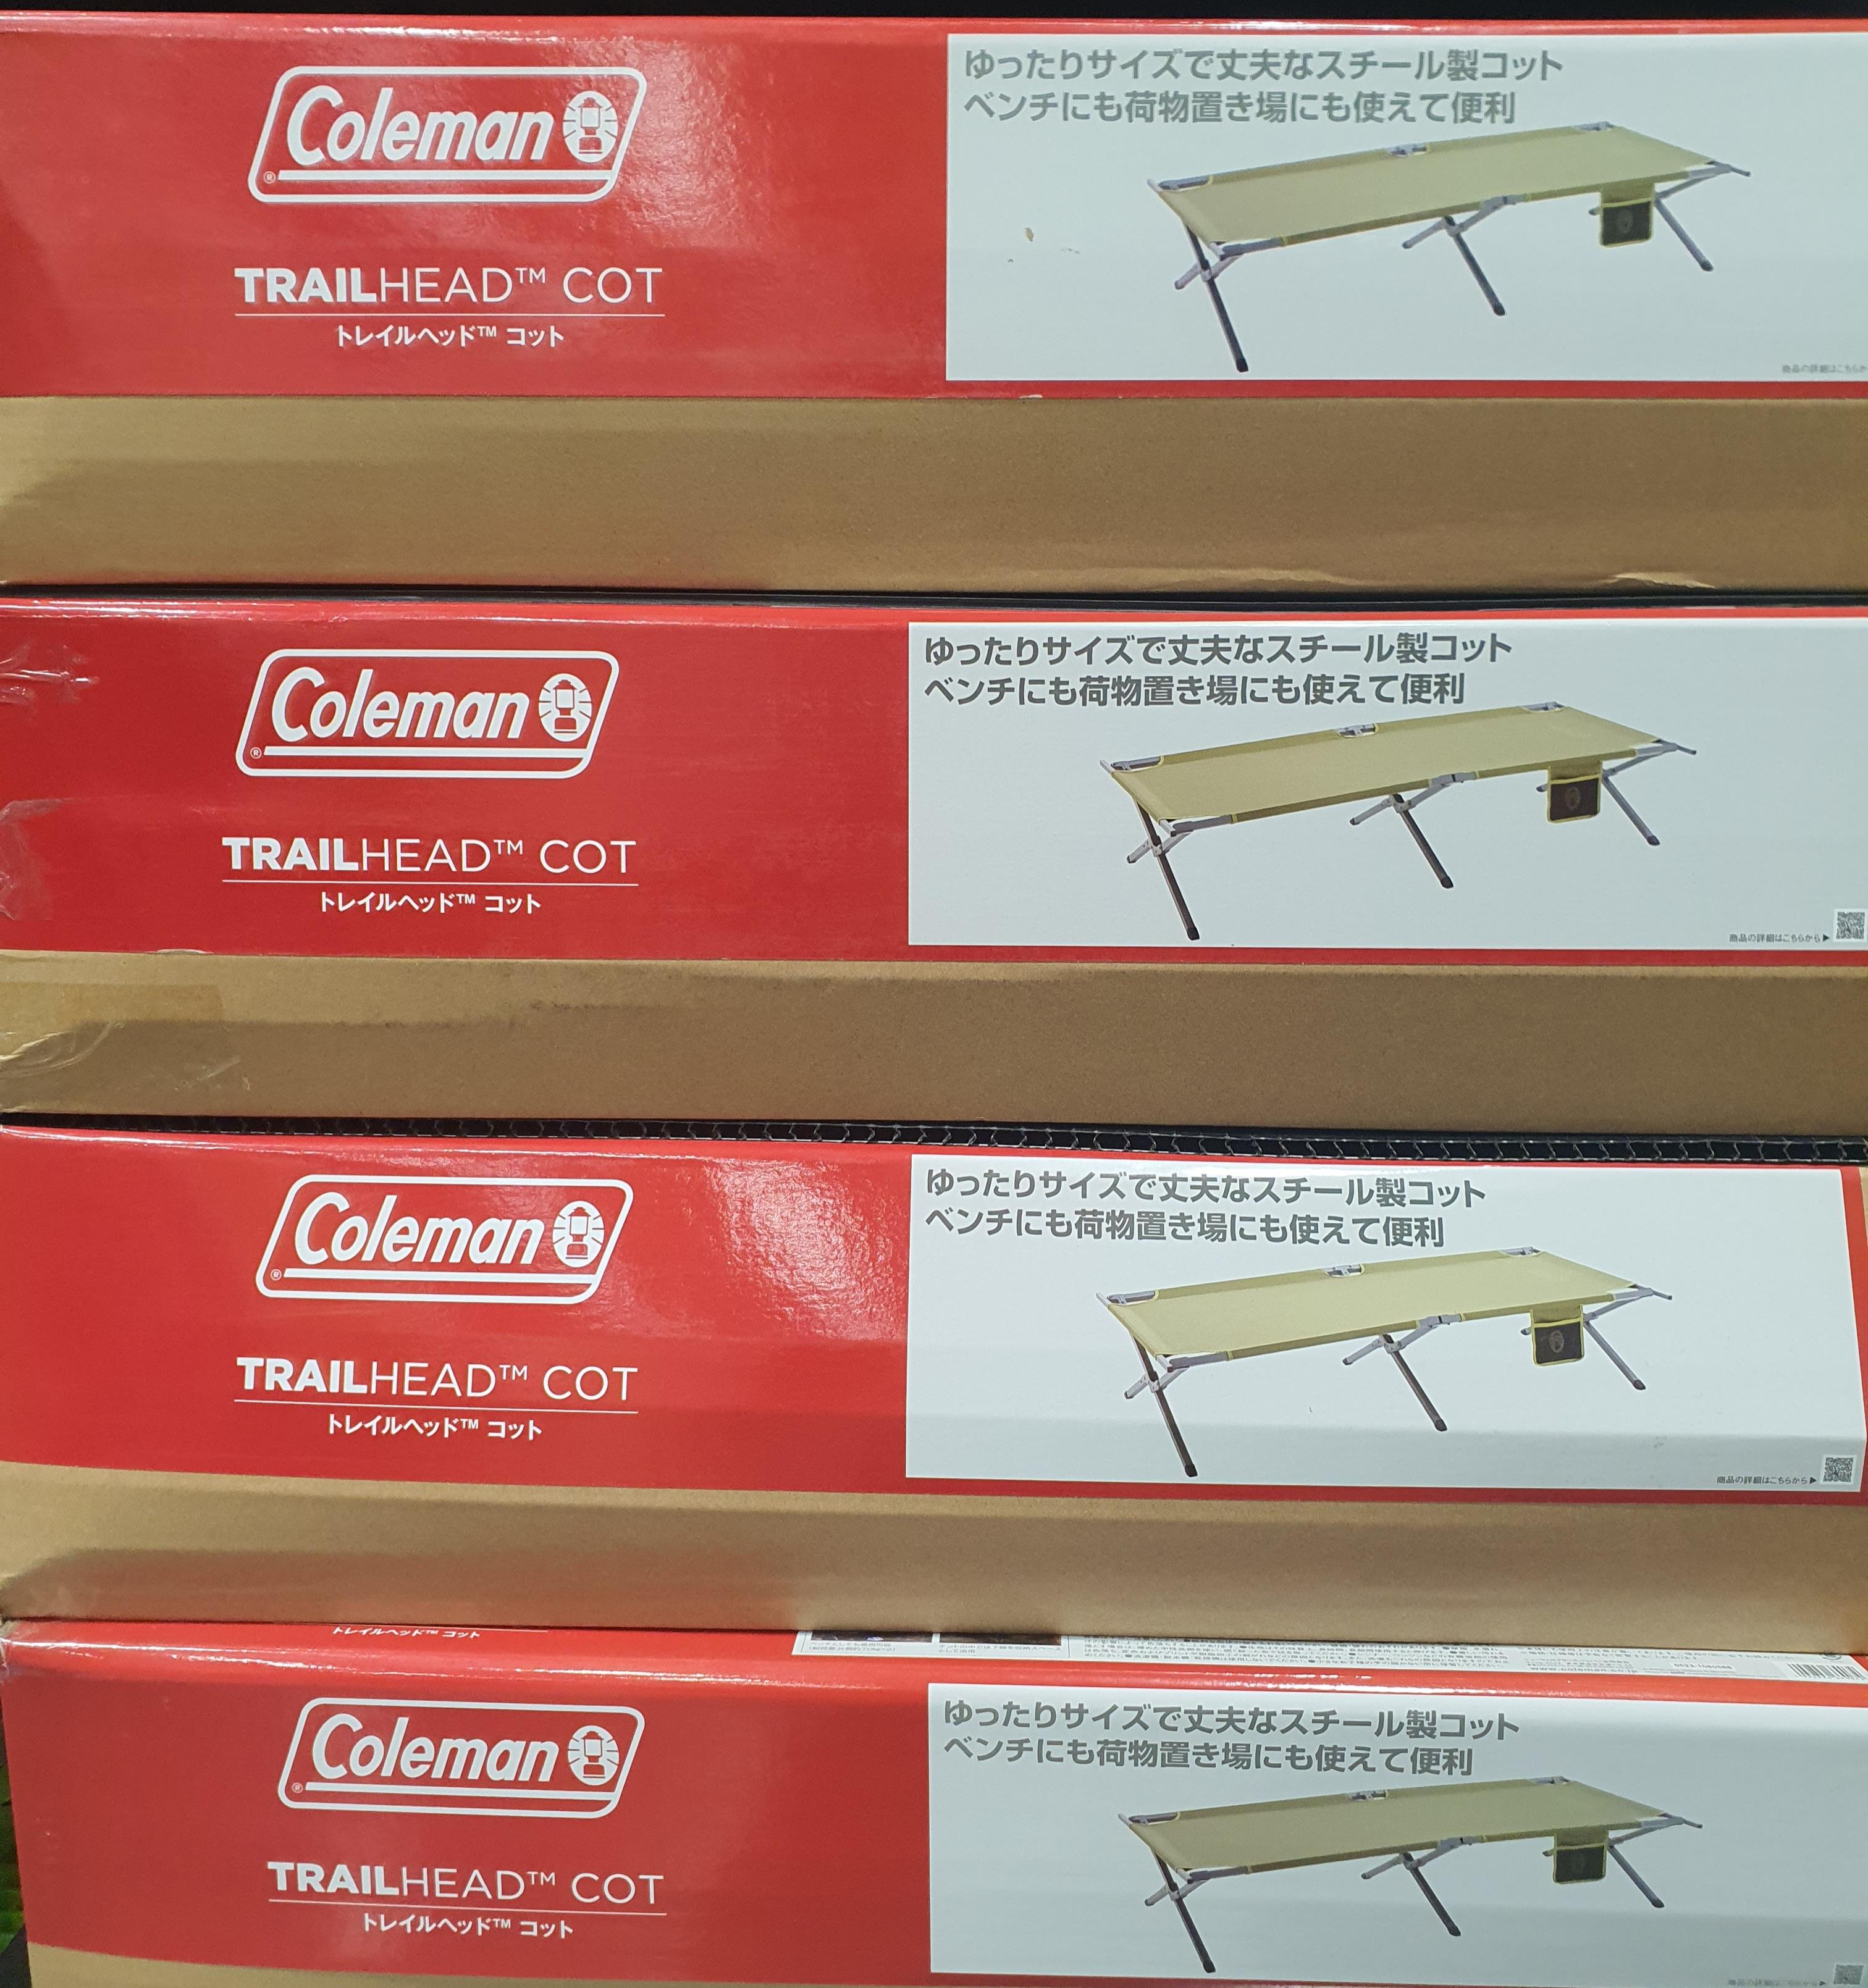 Coleman
®
TRAILHEAD™ COT
トレイルヘッド™ コット
ゆったりサイズで丈夫なスチール製コット
ベンチにも荷物置き場にも使えて便利
商品の詳細はこちらか
Coleman
®
TRAILHEAD™ COT
トレイルヘッド™ コット
ゆったりサイズで丈夫なスチール製コット
ベンチにも荷物置き場にも使えて便利
商品の詳細はこちらから▶
Coleman
®
TRAILHEAD™ COT
トレイルヘッド™ コット
ゆったりサイズで丈夫なスチール製コット
ベンチにも荷物置き場にも使えて便利
商品の詳細はこちらから▶
トレイルヘッド™ コット
Coleman
®
TRAILHEAD™ COT
トレイルヘッド™ コット
ゆったりサイズで丈夫なスチール製コット
ベンチにも荷物置き場にも使えて便利